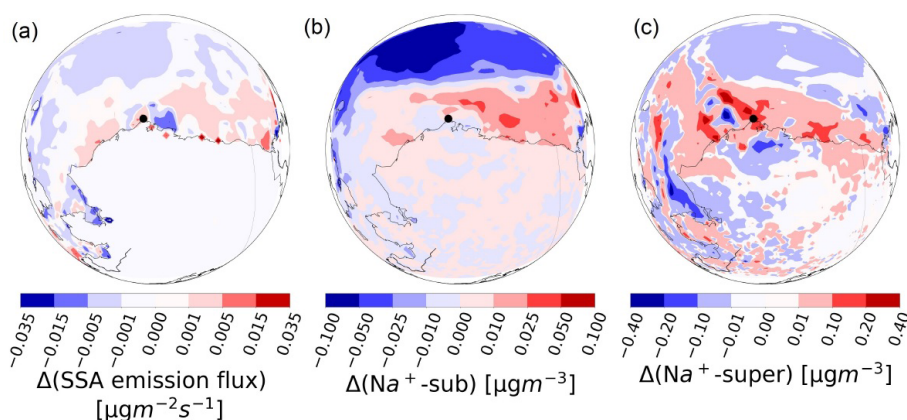 (a)
(b)
(c)
−0.035 −0.015 −0.005 −0.001 0.000 0.001 0.005 0.015 0.035
Δ(SSA emission flux)
[μgm⁻²s⁻¹]
−0.100 −0.050 −0.025 −0.010 0.000 0.010 0.025 0.050 0.100
Δ(Na⁺-sub) [μgm⁻³]
−0.40 −0.20 −0.10 −0.01 0.00 0.01 0.10 0.20 0.40
Δ(Na⁺-super) [μgm⁻³]